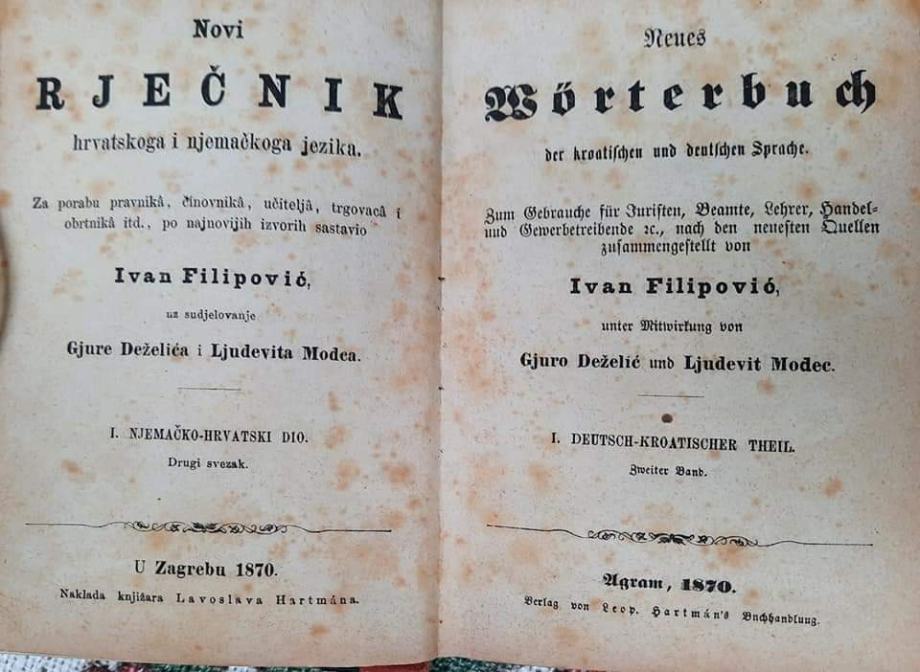 Novi
RJEČNIK
hrvatskoga i njemačkoga jezika.
Za porabu pravnikâ, činovnikâ, učiteljâ, trgovacâ i
obrtnikâ itd., po najnovijih izvorih sastavio
Ivan Filipović,
uz sudjelovanje
Gjure Deželića i Ljudevita Modca.
I. NJEMAČKO-HRVATSKI DIO.
Drugi svezak.
U Zagrebu 1870.
Naklada knjižara Lavoslava Hartmána.
Neues
Wörterbuch
der kroatiſchen und deutſchen Sprache.
Zum Gebrauche für Juriſten, Beamte, Lehrer, Handel-
und Gewerbetreibende ꝛc., nach den neueſten Quellen
zuſammengeſtellt von
Ivan Filipović,
unter Mitwirkung von
Gjuro Deželić und Ljudevit Modec.
I. DEUTSCH-KROATISCHER THEIL.
Zweiter Band.
Agram, 1870.
Verlag von Leop. Hartmán's Buchhandlung.